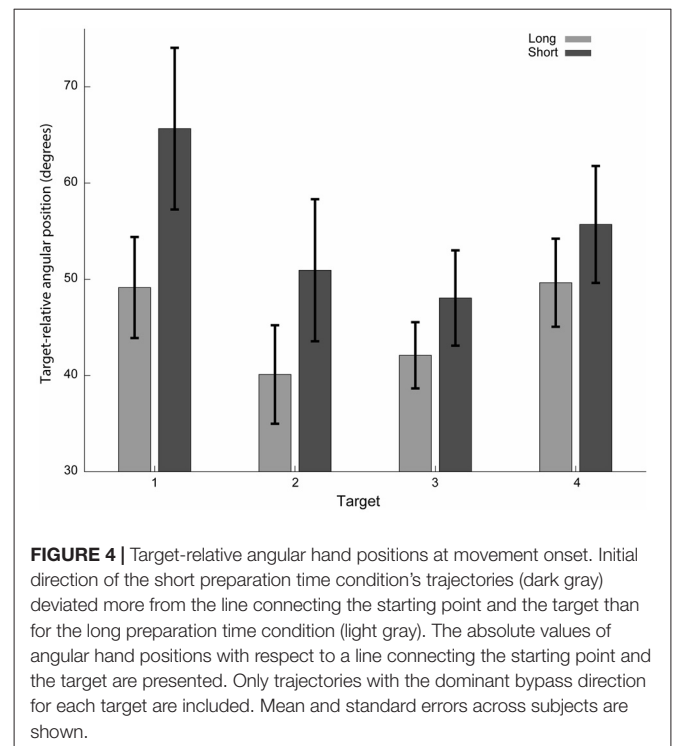 Long
Short
Target-relative angular position (degrees)
70
60
50
40
30
1 2 3 4
Target
FIGURE 4 | Target-relative angular hand positions at movement onset. Initial
direction of the short preparation time condition's trajectories (dark gray)
deviated more from the line connecting the starting point and the target than
for the long preparation time condition (light gray). The absolute values of
angular hand positions with respect to a line connecting the starting point and
the target are presented. Only trajectories with the dominant bypass direction
for each target are included. Mean and standard errors across subjects are
shown.